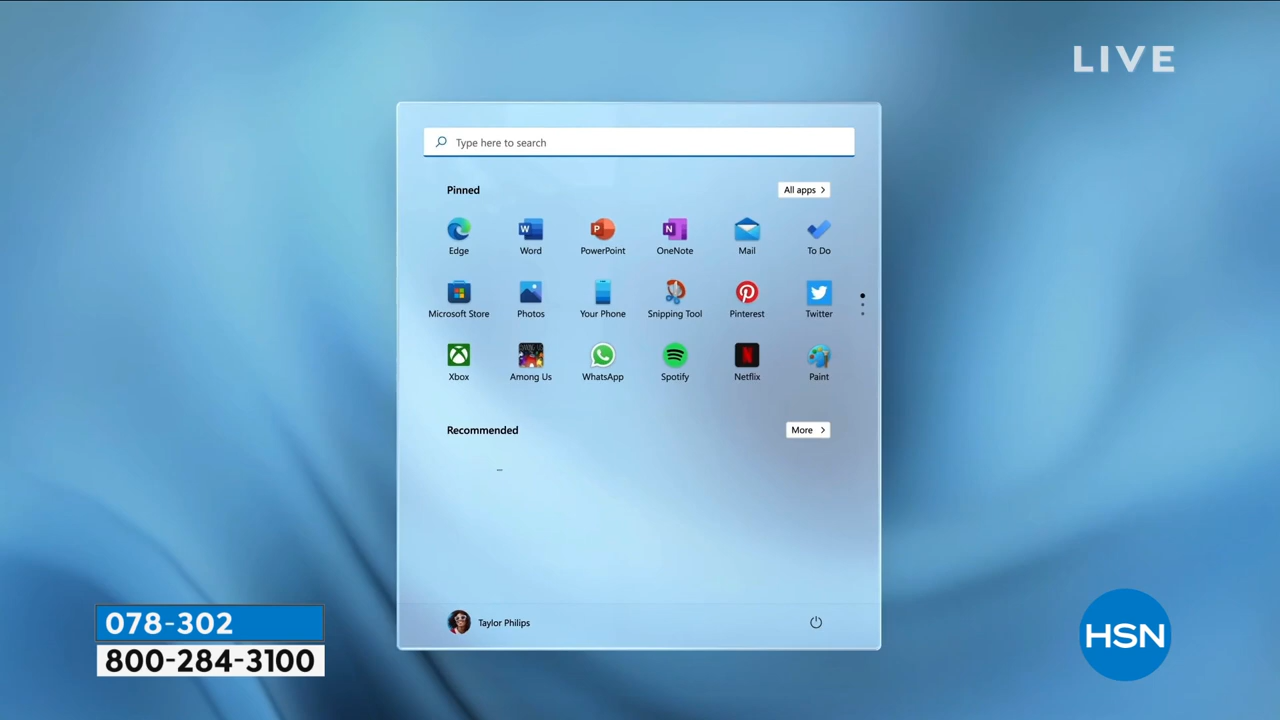 LIVE
Type here to search
Pinned
All apps
Edge
Word
PowerPoint
OneNote
Mail
To Do
Microsoft Store
Photos
Your Phone
Snipping Tool
Pinterest
Twitter
Xbox
Among Us
WhatsApp
Spotify
Netflix
Paint
Recommended
More
Taylor Philips
078-302
800-284-3100
HSN